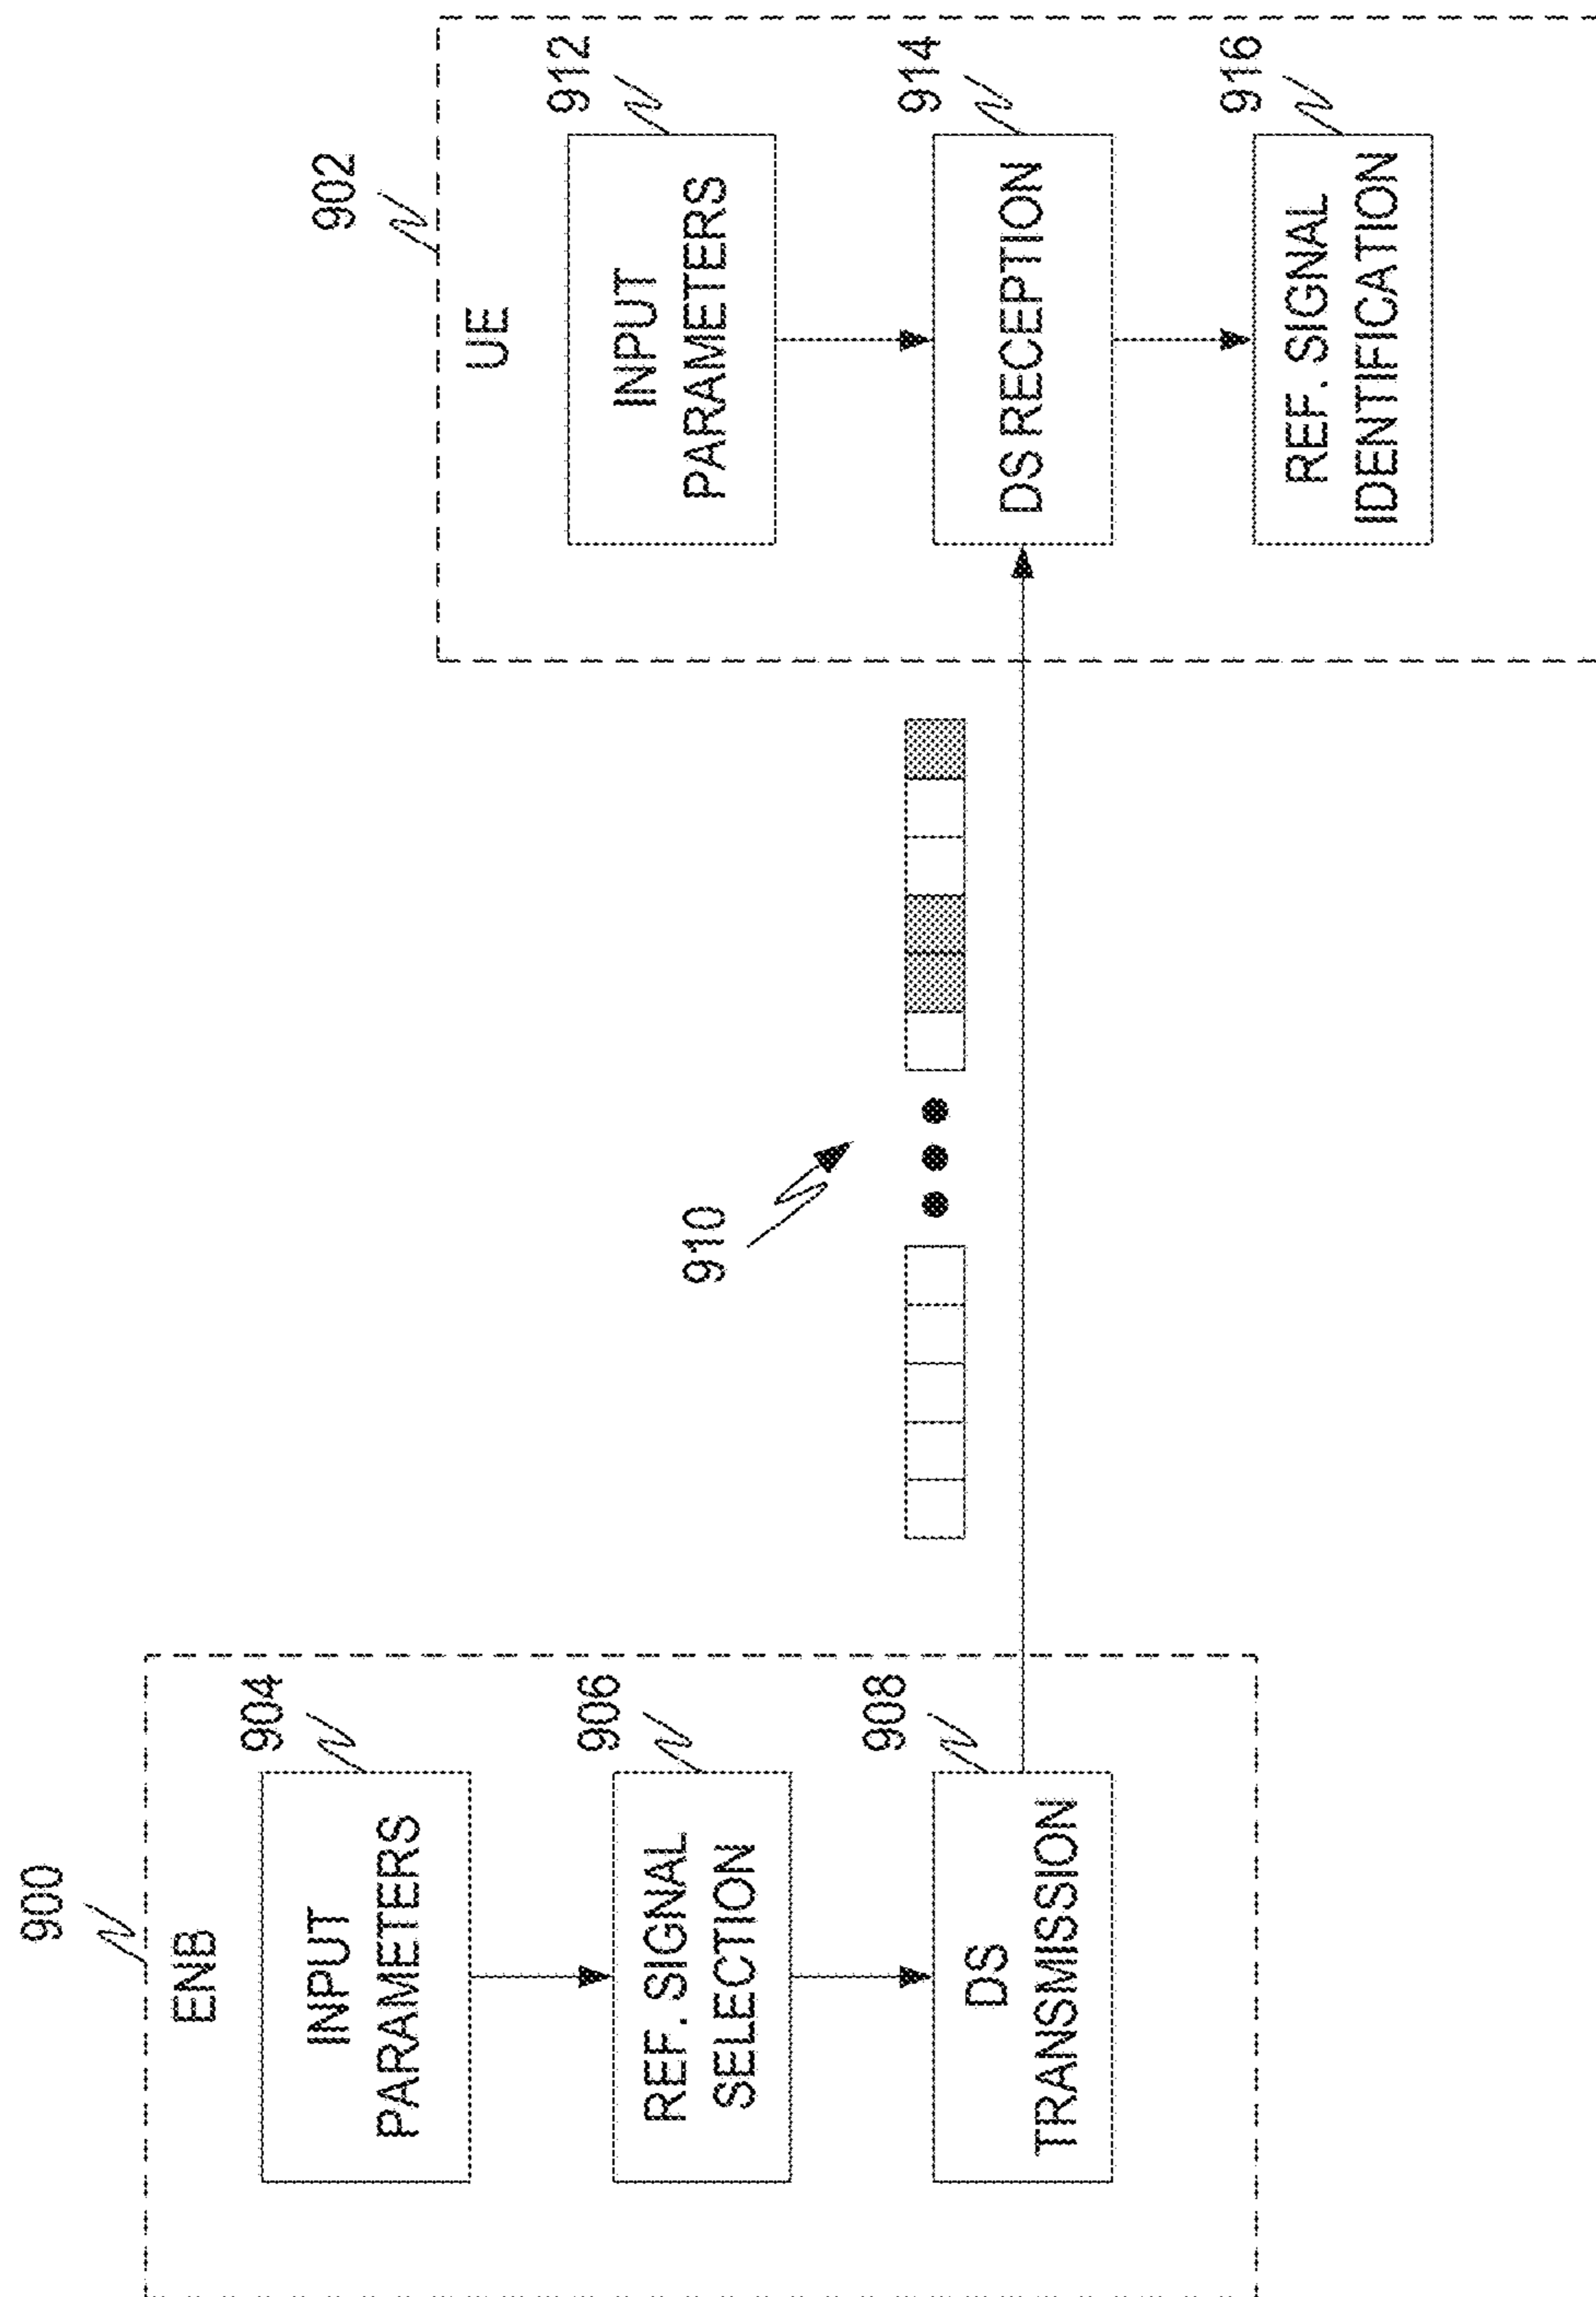 900
ENB
904
INPUT
PARAMETERS
906
REF. SIGNAL
SELECTION
908
DS
TRANSMISSION
910
902
UE
912
INPUT
PARAMETERS
914
DS RECEPTION
916
REF. SIGNAL
IDENTIFICATION